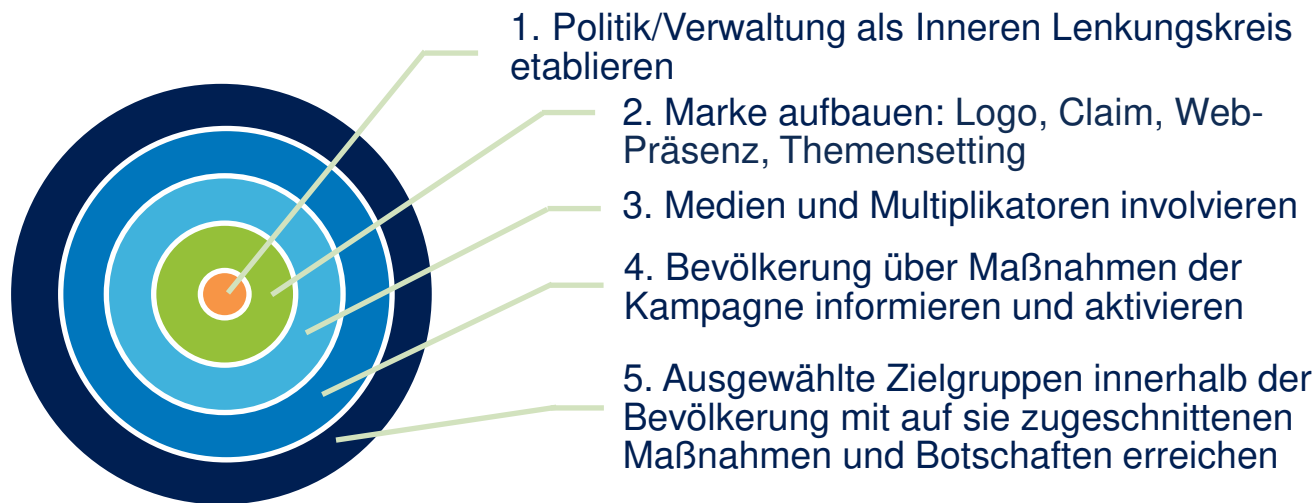 1. Politik/Verwaltung als Inneren Lenkungskreis
etablieren
2. Marke aufbauen: Logo, Claim, Web-
Präsenz, Themensetting
3. Medien und Multiplikatoren involvieren
4. Bevölkerung über Maßnahmen der
Kampagne informieren und aktivieren
5. Ausgewählte Zielgruppen innerhalb der
Bevölkerung mit auf sie zugeschnittenen
Maßnahmen und Botschaften erreichen